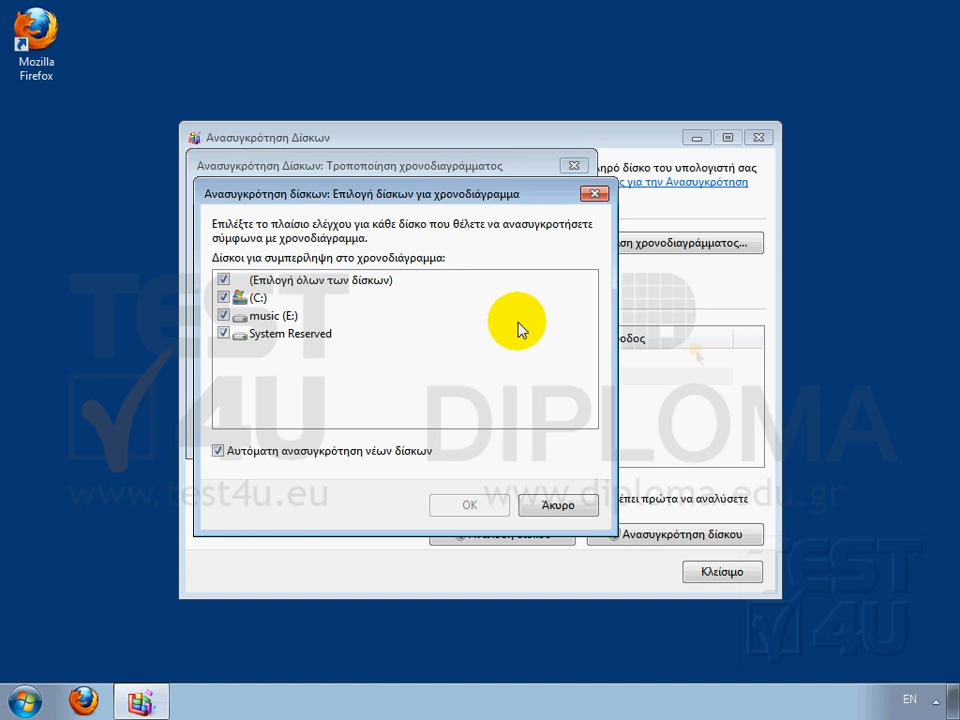 Mozilla
Firefox
Ανασυγκρότηση Δίσκων
Ανασυγκρότηση Δίσκων: Τροποποίηση χρονοδιαγράμματος
Ανασυγκρότηση δίσκων: Επιλογή δίσκων για χρονοδιάγραμμα
δίσκο του υπολογιστή σας
ς για την Ανασυγκρότηση
Επιλέξτε το πλαίσιο ελέγχου για κάθε δίσκο που θέλετε να ανασυγκροτήσετε
σύμφωνα με χρονοδιάγραμμα.
Δίσκοι για συμπερίληψη στο χρονοδιάγραμμα:
χρονοδιαγράμματος...
(Επιλογή όλων των δίσκων)
(C:)
music (E:)
System Reserved
οδος
Αυτόματη ανασυγκρότηση νέων δίσκων
OK
Άκυρο
έπει πρώτα να αναλύσετε
Ανασυγκρότηση δίσκου
Κλείσιμο
TEST
4U
DIPLOMA
www.test4u.eu
www.diploma.edu.gr
TEST
4U
EN